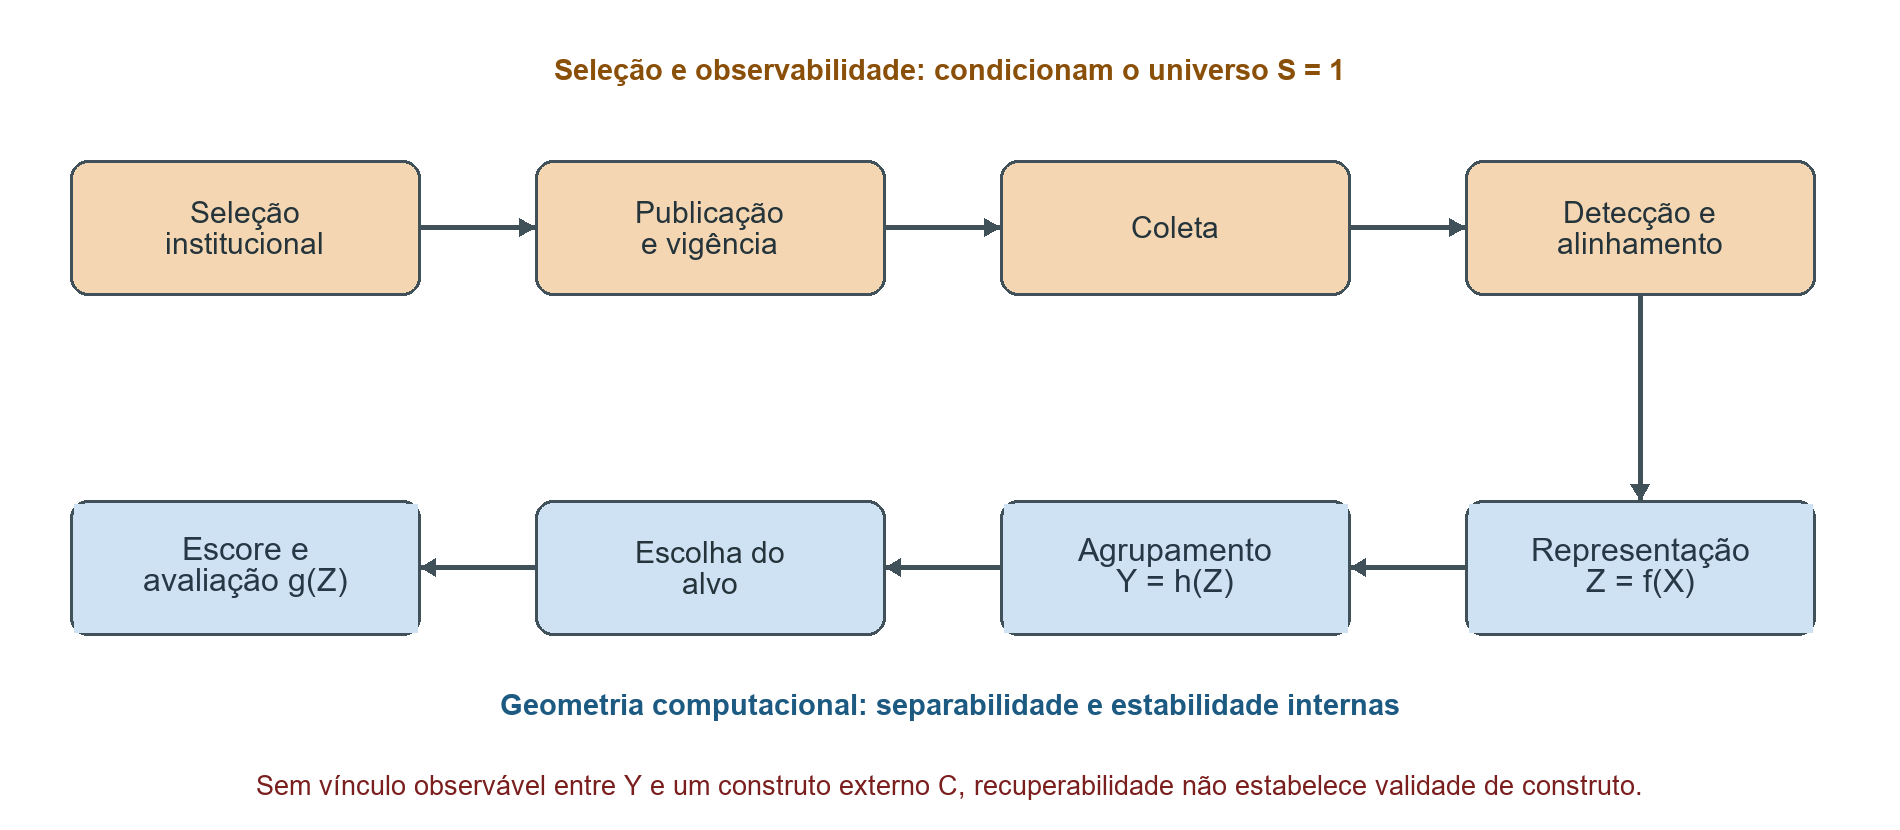 Seleção e observabilidade: condicionam o universo S = 1
Seleção
institucional
Publicação
e vigência
Coleta
Detecção e
alinhamento
Escore e
avaliação g(Z)
Escolha do
alvo
Agrupamento
Y = h(Z)
Representação
Z = f(X)
Geometria computacional: separabilidade e estabilidade internas
Sem vínculo observável entre Y e um construto externo C, recuperabilidade não estabelece validade de construto.